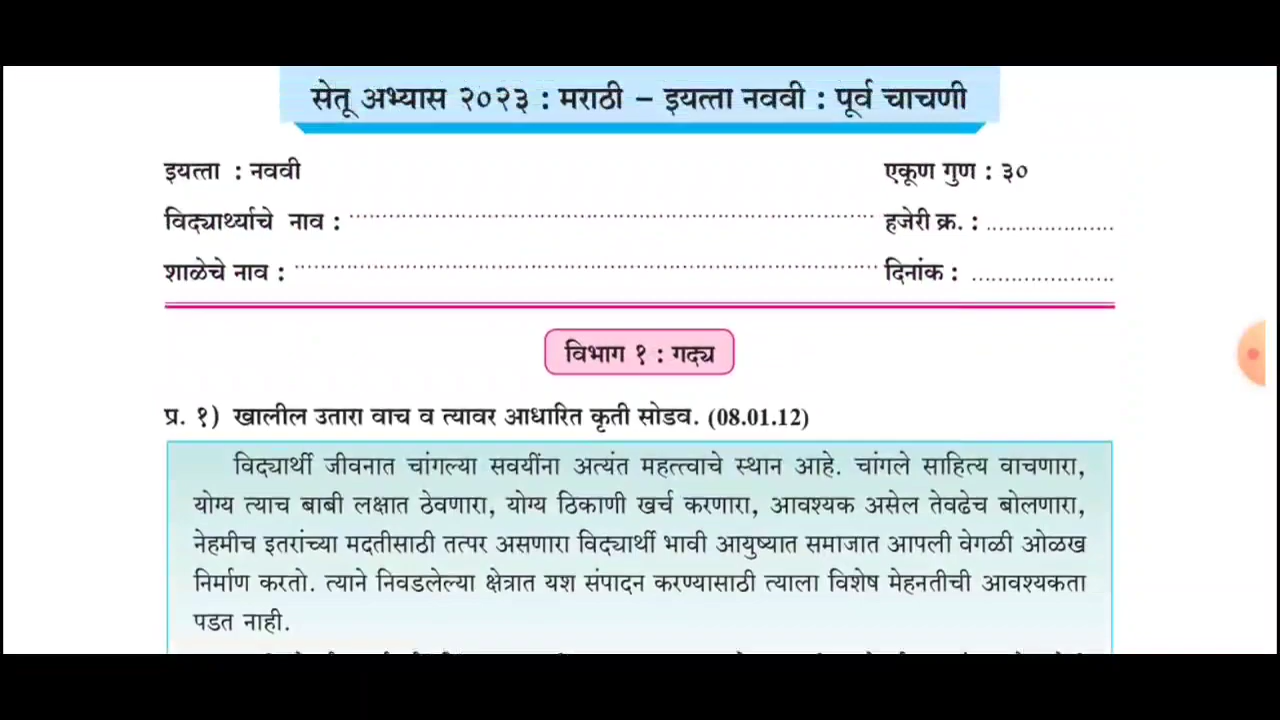 सेतू अभ्यास २०२३ : मराठी – इयत्ता नववी : पूर्व चाचणी
इयत्ता : नववी एकूण गुण : ३०
विद्यार्थ्याचे नाव : ........................ हजेरी क्र. : ....................
शाळेचे नाव : ........................ दिनांक : ......................
विभाग १ : गद्य
प्र. १) खालील उतारा वाच व त्यावर आधारित कृती सोडव. (08.01.12)
विद्यार्थी जीवनात चांगल्या सवयींना अत्यंत महत्त्वाचे स्थान आहे. चांगले साहित्य वाचणारा,
योग्य त्याच बाबी लक्षात ठेवणारा, योग्य ठिकाणी खर्च करणारा, आवश्यक असेल तेवढेच बोलणारा,
नेहमीच इतरांच्या मदतीसाठी तत्पर असणारा विद्यार्थी भावी आयुष्यात समाजात आपली वेगळी ओळख
निर्माण करतो. त्याने निवडलेल्या क्षेत्रात यश संपादन करण्यासाठी त्याला विशेष मेहनतीची आवश्यकता
पडत नाही.